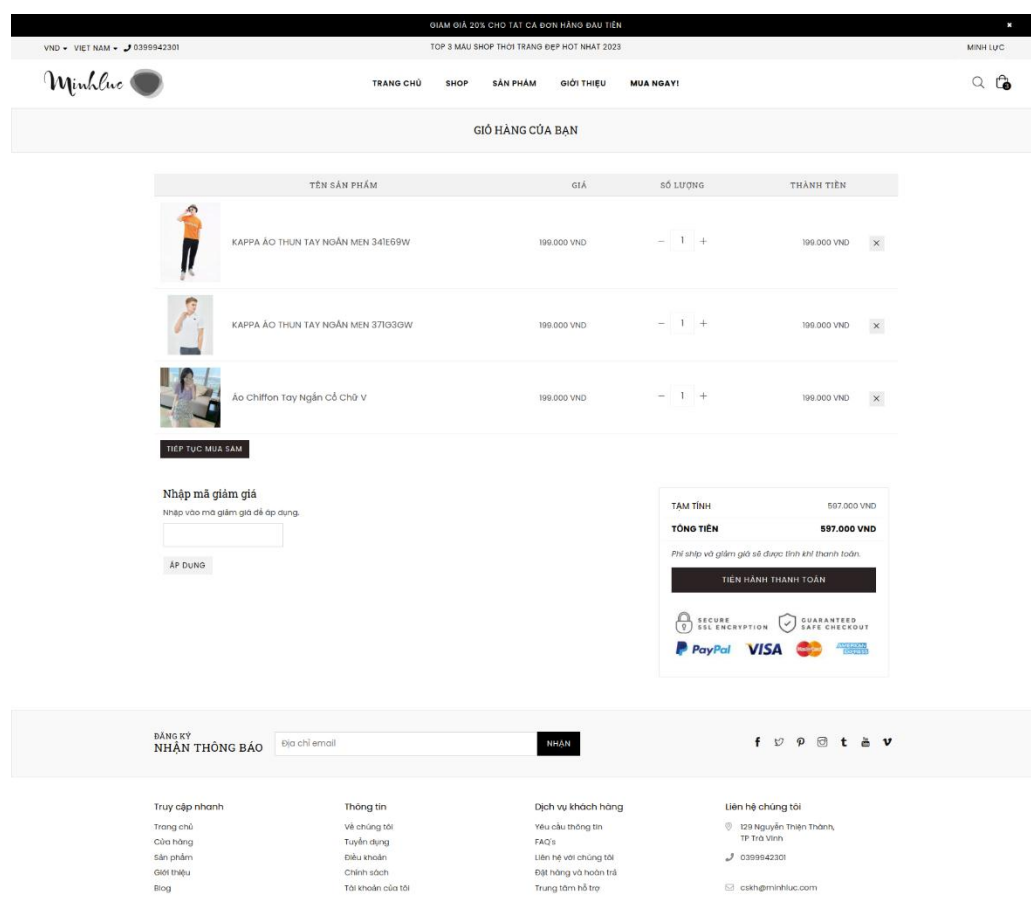 GIẢM GIÁ 20% CHO TẤT CẢ ĐƠN HÀNG ĐẦU TIÊN
VND VIỆT NAM 0399942301
TOP 3 MẪU SHOP THỜI TRANG ĐẸP HOT NHẤT 2023
MINH LỰC
Minhluc
TRANG CHỦ SHOP SẢN PHẨM GIỚI THIỆU MUA NGAY!
3
GIỎ HÀNG CỦA BẠN
TÊN SẢN PHẨM GIÁ SỐ LƯỢNG THÀNH TIỀN
KAPPA ÁO THUN TAY NGẮN MEN 341E69W 199.000 VND − 1 + 199.000 VND ×
KAPPA ÁO THUN TAY NGẮN MEN 371G3GW 199.000 VND − 1 + 199.000 VND ×
Áo Chiffon Tay Ngắn Cổ Chữ V 199.000 VND − 1 + 199.000 VND ×
TIẾP TỤC MUA SẮM
Nhập mã giảm giá
Nhập vào mã giảm giá để áp dụng.
ÁP DỤNG
TẠM TÍNH 597.000 VND
TỔNG TIỀN 597.000 VND
Phí ship và giảm giá sẽ được tính khi thanh toán.
TIẾN HÀNH THANH TOÁN
SECURE SSL ENCRYPTION
GUARANTEED SAFE CHECKOUT
PayPal VISA MasterCard AMERICAN EXPRESS
ĐĂNG KÝ
NHẬN THÔNG BÁO
Địa chỉ email
NHẬN
Truy cập nhanh
Trang chủ
Cửa hàng
Sản phẩm
Giới thiệu
Blog
Thông tin
Về chúng tôi
Tuyển dụng
Điều khoản
Chính sách
Tài khoản của tôi
Dịch vụ khách hàng
Yêu cầu thông tin
FAQ's
Liên hệ với chúng tôi
Đặt hàng và hoàn trả
Trung tâm hỗ trợ
Liên hệ chúng tôi
129 Nguyễn Thiện Thành,
TP Trà Vinh
0399942301
cskh@minhluc.com